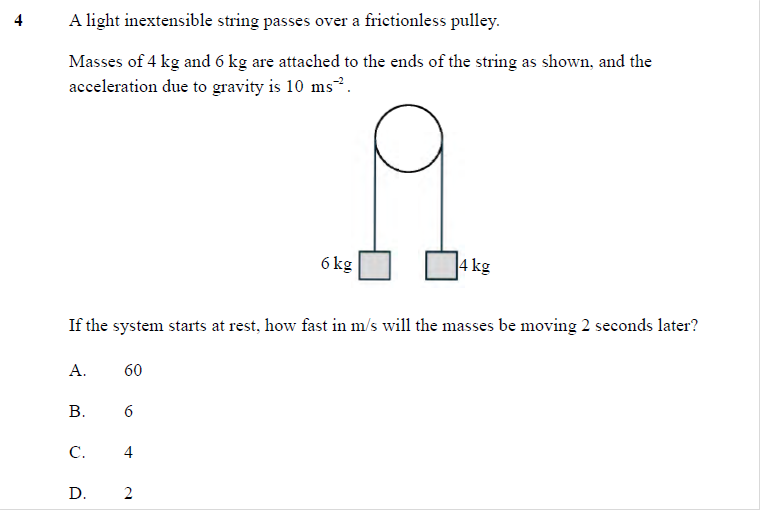 4 A light inextensible string passes over a frictionless pulley.
Masses of 4 kg and 6 kg are attached to the ends of the string as shown, and the
acceleration due to gravity is 10 ms⁻².
6 kg 4 kg
If the system starts at rest, how fast in m/s will the masses be moving 2 seconds later?
A. 60
B. 6
C. 4
D. 2